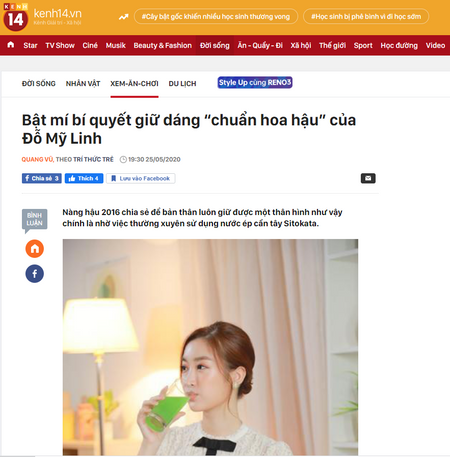 KENH
14
kenh14.vn
#Cây bật gốc khiến nhiều học sinh thương vong
#Học sinh bị phê bình vì đi học sớm
Star TV Show Ciné Musik Beauty & Fashion Đời sống Ăn - Quẩy - Đi Xã hội Thế giới Sport Học đường Video
ĐỜI SỐNG NHÂN VẬT XEM-ĂN-CHƠI DU LỊCH Style Up cùng RENO3
Bật mí bí quyết giữ dáng “chuẩn hoa hậu” của
Đỗ Mỹ Linh
QUANG VŨ, THEO TRÍ THỨC TRẺ 19:30 25/05/2020
Chia sẻ 3 Thích 4 Lưu vào Facebook
BÌNH
LUẬN
Nàng hậu 2016 chia sẻ để bản thân luôn giữ được một thân hình như vậy
chính là nhờ việc thường xuyên sử dụng nước ép cần tây Sitokata.